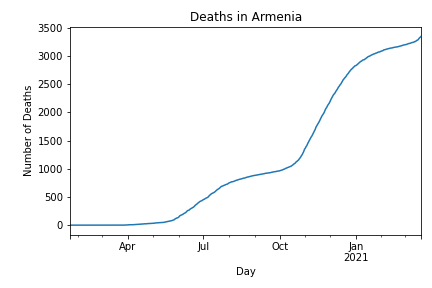 Deaths in Armenia
3500
3000
2500
2000
1500
1000
500
0
Number of Deaths
Apr
Jul
Oct
Jan
2021
Day